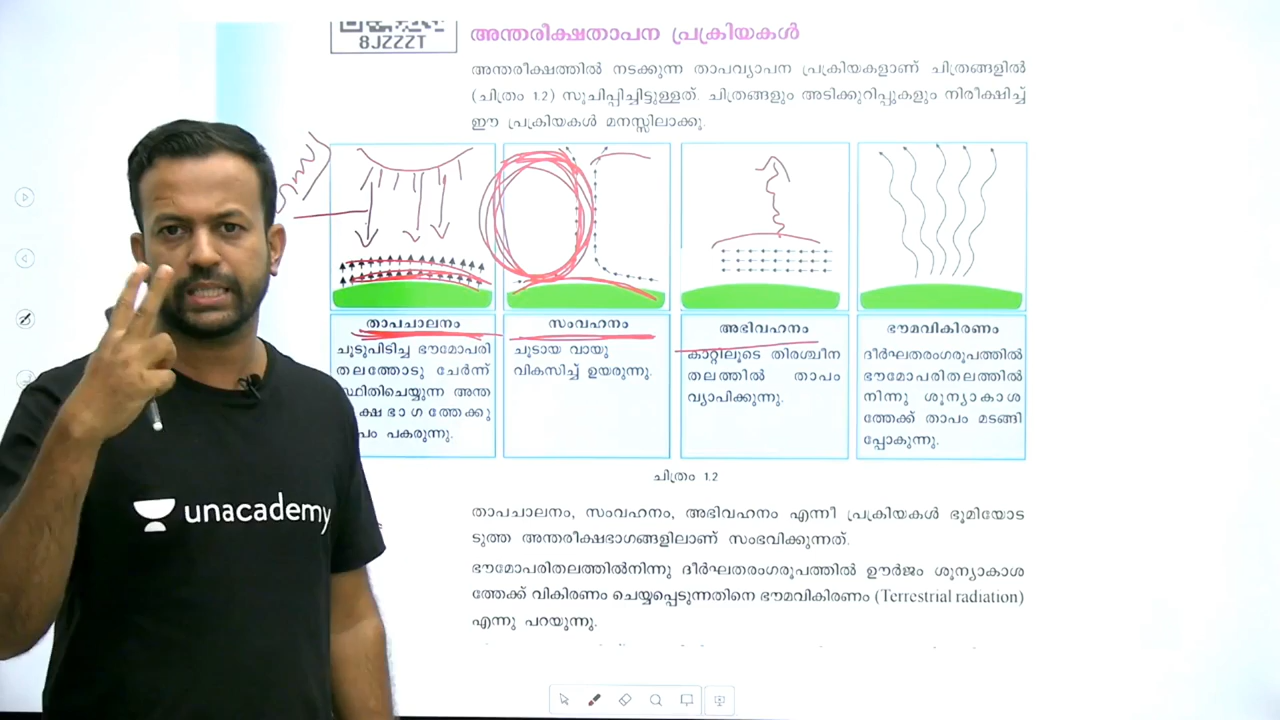 8JZZZT
അന്തരീക്ഷതാപന പ്രക്രിയകൾ
അന്തരീക്ഷത്തിൽ നടക്കുന്ന താപവ്യാപന പ്രക്രിയകളാണ് ചിത്രങ്ങളിൽ
(ചിത്രം 1.2) സൂചിപ്പിച്ചിട്ടുള്ളത്. ചിത്രങ്ങളും അടിക്കുറിപ്പുകളും നിരീക്ഷിച്ച്
ഈ പ്രക്രിയകൾ മനസ്സിലാക്കൂ.
താപചാലനം
ചൂടുപിടിച്ച ഭൗമോപരി
തലത്തോടു ചേർന്ന്
സ്ഥിതിചെയ്യുന്ന അന്ത
ക്ഷ ഭാഗത്തേക്കു
പം പകരുന്നു.
സംവഹനം
ചൂടായ വായു
വികസിച്ച് ഉയരുന്നു.
അഭിവഹനം
കാറ്റിലൂടെ തിരശ്ചീന
തലത്തിൽ താപം
വ്യാപിക്കുന്നു.
ഭൗമവികിരണം
ദീർഘതരംഗരൂപത്തിൽ
ഭൗമോപരിതലത്തിൽ
നിന്നു ശൂന്യാകാശ
ത്തേക്ക് താപം മടങ്ങി
പ്പോകുന്നു.
ചിത്രം 1.2
താപചാലനം, സംവഹനം, അഭിവഹനം എന്നീ പ്രക്രിയകൾ ഭൂമിയോട
ടുത്ത അന്തരീക്ഷഭാഗങ്ങളിലാണ് സംഭവിക്കുന്നത്.
ഭൗമോപരിതലത്തിൽനിന്നു ദീർഘതരംഗരൂപത്തിൽ ഊർജം ശൂന്യാകാശ
ത്തേക്ക് വികിരണം ചെയ്യപ്പെടുന്നതിനെ ഭൗമവികിരണം (Terrestrial radiation)
എന്നു പറയുന്നു.
unacademy